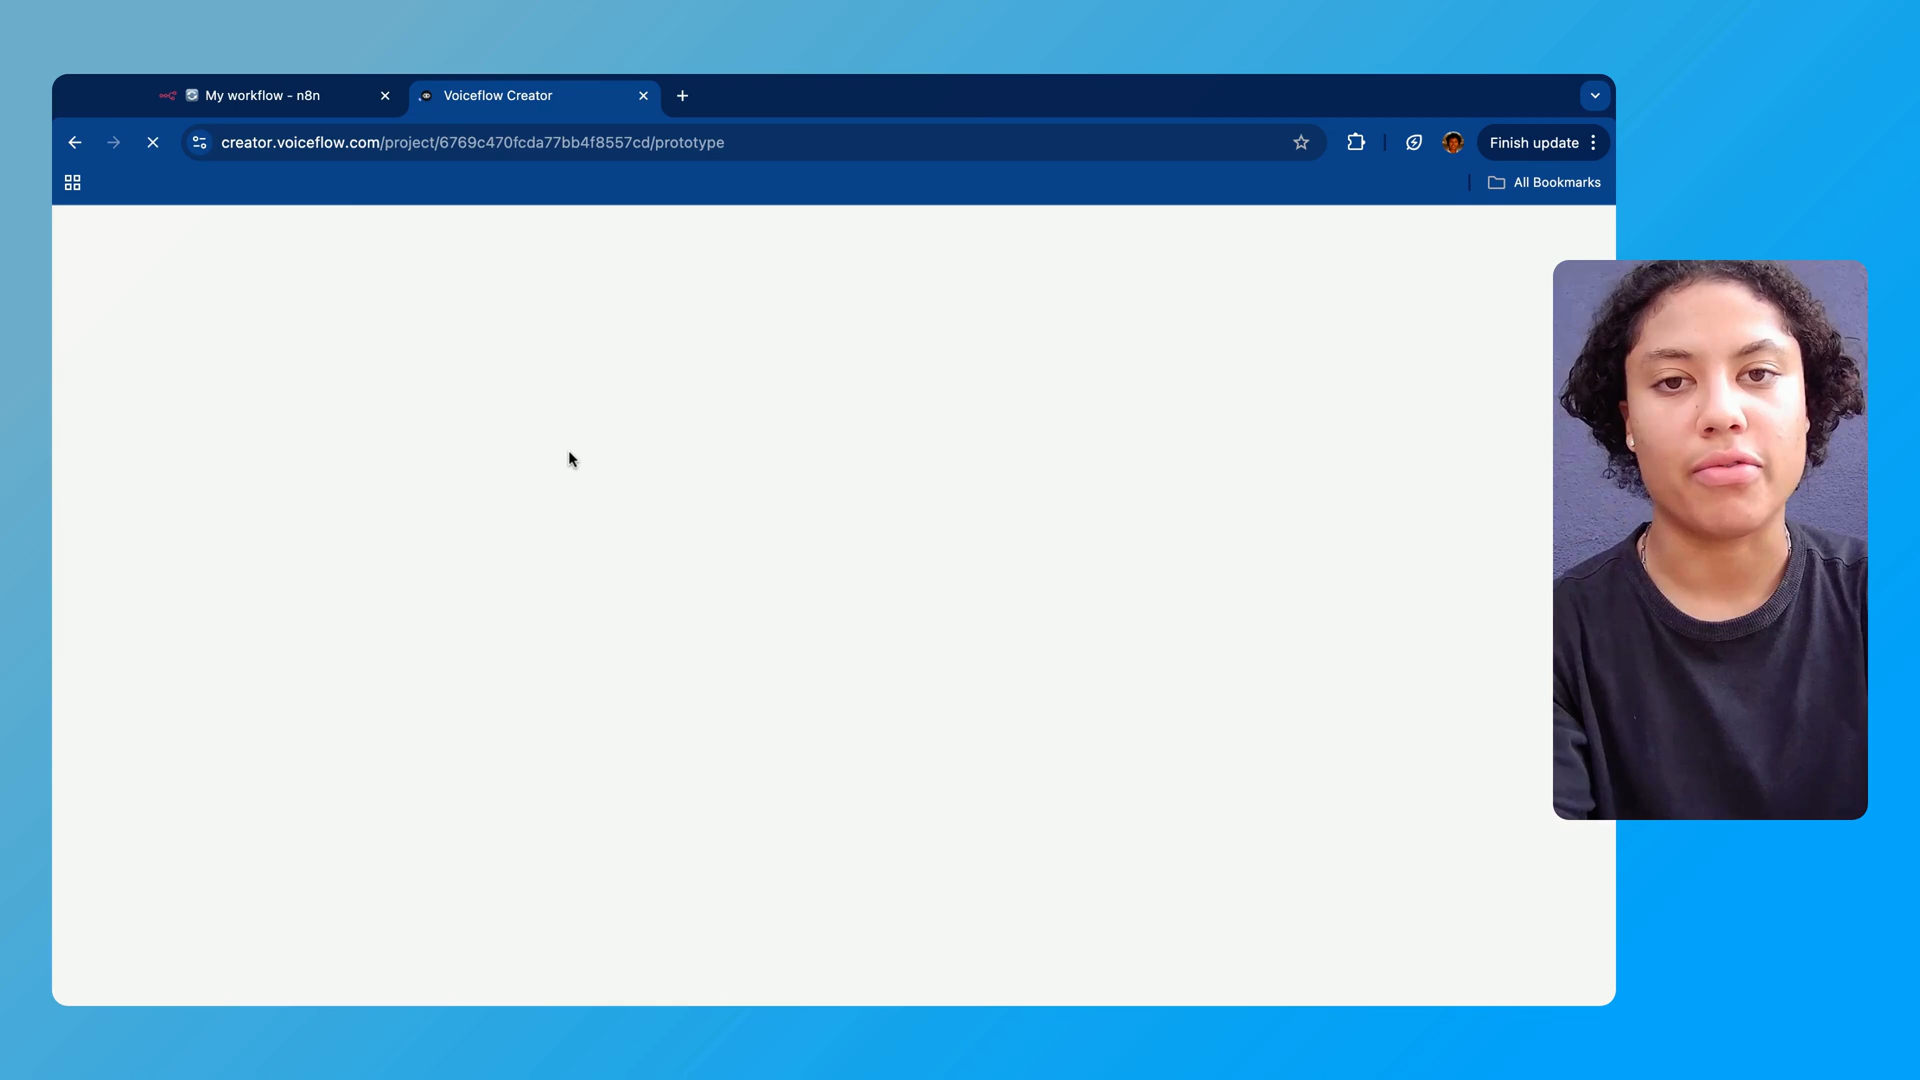 My workflow - n8n
Voiceflow Creator
creator.voiceflow.com/project/6769c470fcda77bb4f8557cd/prototype
Finish update
All Bookmarks